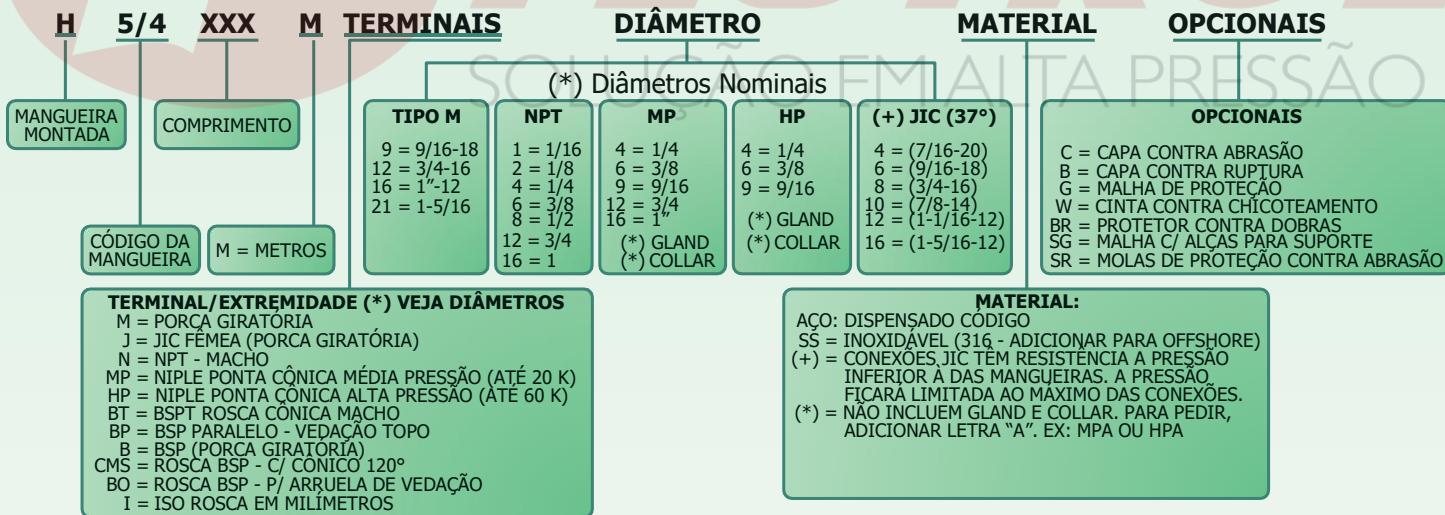 H 5/4 XXX M TERMINAIS DIÂMETRO MATERIAL OPCIONAIS
SOLUÇÃO EM ALTA PRESSÃO
(*) Diâmetros Nominais
MANGUEIRA
MONTADA
COMPRIMENTO
CÓDIGO DA
MANGUEIRA
M = METROS
TIPO M
9 = 9/16-18
12 = 3/4-16
16 = 1"-12
21 = 1-5/16
NPT
1 = 1/16
2 = 1/8
4 = 1/4
6 = 3/8
8 = 1/2
12 = 3/4
16 = 1
MP
4 = 1/4
6 = 3/8
9 = 9/16
12 = 3/4
16 = 1"
(*) GLAND
(*) COLLAR
HP
4 = 1/4
6 = 3/8
9 = 9/16
(*) GLAND
(*) COLLAR
(+) JIC (37°)
4 = (7/16-20)
6 = (9/16-18)
8 = (3/4-16)
10 = (7/8-14)
12 = (1-1/16-12)
16 = (1-5/16-12)
OPCIONAIS
C = CAPA CONTRA ABRASÃO
B = CAPA CONTRA RUPTURA
G = MALHA DE PROTEÇÃO
W = CINTA CONTRA CHICOTEAMENTO
BR = PROTETOR CONTRA DOBRAS
SG = MALHA C/ ALÇAS PARA SUPORTE
SR = MOLAS DE PROTEÇÃO CONTRA ABRASÃO
TERMINAL/EXTREMIDADE (*) VEJA DIÂMETROS
M = PORCA GIRATÓRIA
J = JIC FÊMEA (PORCA GIRATÓRIA)
N = NPT - MACHO
MP = NIPLE PONTA CÔNICA MÉDIA PRESSÃO (ATÉ 20 K)
HP = NIPLE PONTA CÔNICA ALTA PRESSÃO (ATÉ 60 K)
BT = BSPT ROSCA CÔNICA MACHO
BP = BSP PARALELO - VEDAÇÃO TOPO
B = BSP (PORCA GIRATÓRIA)
CMS = ROSCA BSP - C/ CÔNICO 120°
BO = ROSCA BSP - P/ ARRUELA DE VEDAÇÃO
I = ISO ROSCA EM MILÍMETROS
MATERIAL:
AÇO: DISPENSADO CÓDIGO
SS = INOXIDÁVEL (316 - ADICIONAR PARA OFFSHORE)
(+) = CONEXÕES JIC TÊM RESISTÊNCIA A PRESSÃO
INFERIOR À DAS MANGUEIRAS. A PRESSÃO
FICARÁ LIMITADA AO MÁXIMO DAS CONEXÕES.
(*) = NÃO INCLUEM GLAND E COLLAR. PARA PEDIR,
ADICIONAR LETRA "A". EX: MPA OU HPA